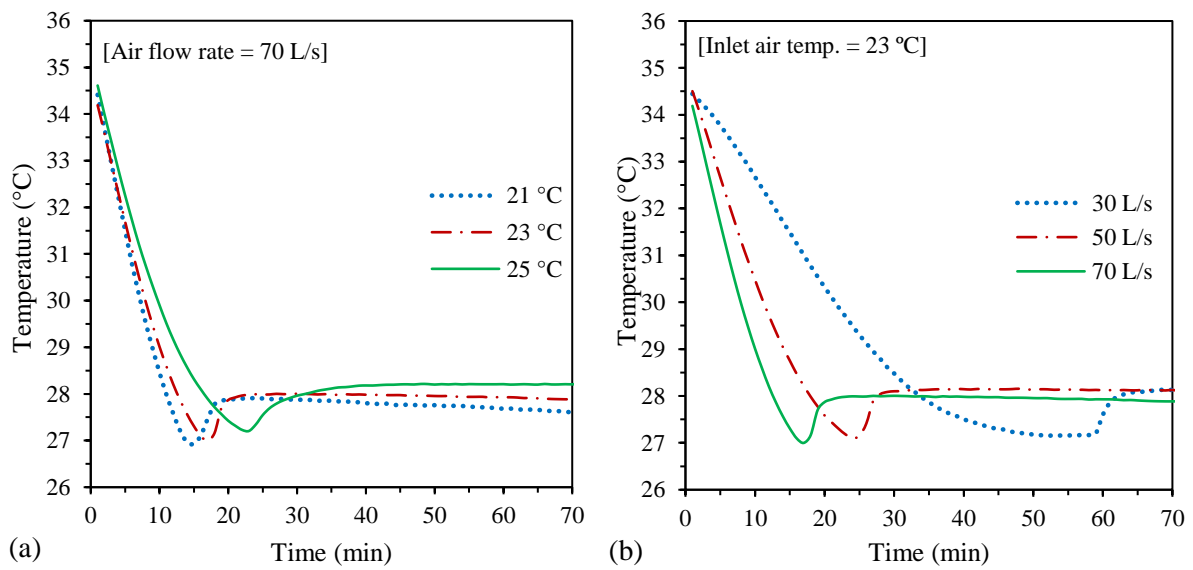 36
35
34
33
32
31
30
29
28
27
26
Temperature (°C)
[Air flow rate = 70 L/s]
21 °C
23 °C
25 °C
0 10 20 30 40 50 60 70
Time (min)
(a)
36
35
34
33
32
31
30
29
28
27
26
Temperature (°C)
[Inlet air temp. = 23 ºC]
30 L/s
50 L/s
70 L/s
0 10 20 30 40 50 60 70
Time (min)
(b)